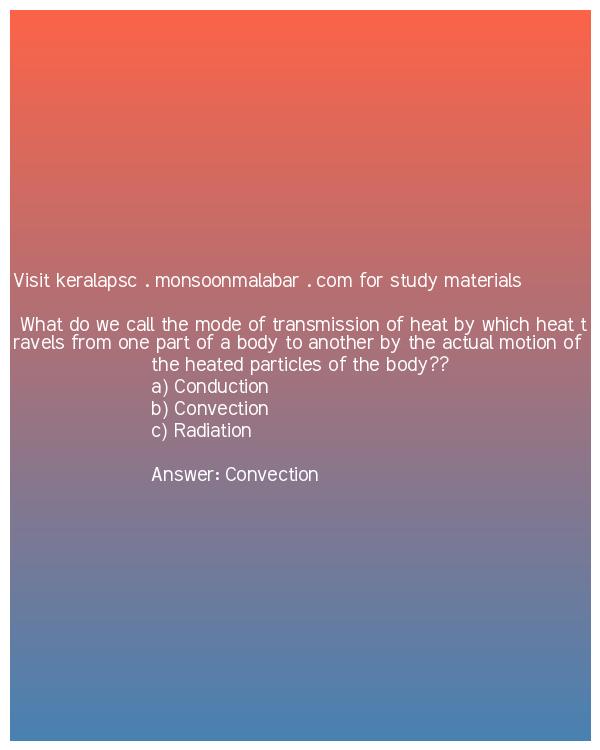 Visit keralapsc . monsoonmalabar . com for study materials
What do we call the mode of transmission of heat by which heat t
ravels from one part of a body to another by the actual motion of
the heated particles of the body??
a) Conduction
b) Convection
c) Radiation
Answer: Convection